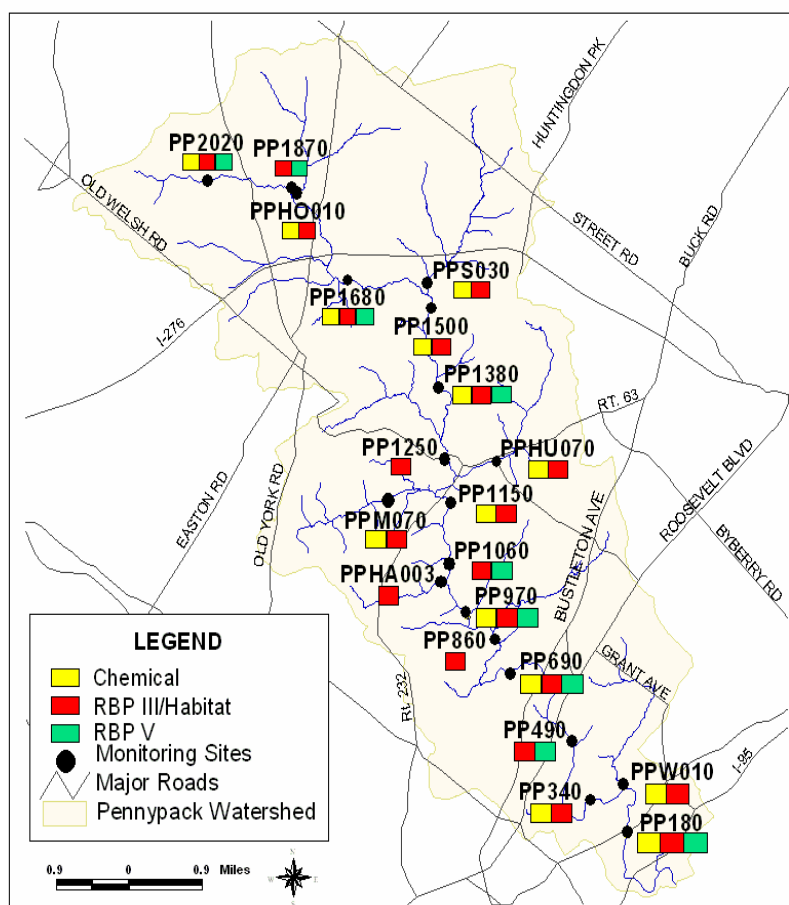 HUNTINGDON PK
PP2020
PP1870
OLD WELSH RD
PPHO010
STREET RD
BUCK RD
PPS030
PP1680
I-276
PP1500
PP1380
RT. 63
PP1250
PPHU070
EASTON RD
OLD YORK RD
PP1150
ROOSEVELT BLVD
PPM070
BYBERRY RD
PP1060
PPHA003
BUSTLETON AVE
PP970
PP860
GRANT AVE
PP690
Rt. 232
PP490
I-95
PPW010
PP340
PP180
LEGEND
Chemical
RBP III/Habitat
RBP V
Monitoring Sites
Major Roads
Pennypack Watershed
0.9 0 0.9 Miles
N
W E
S